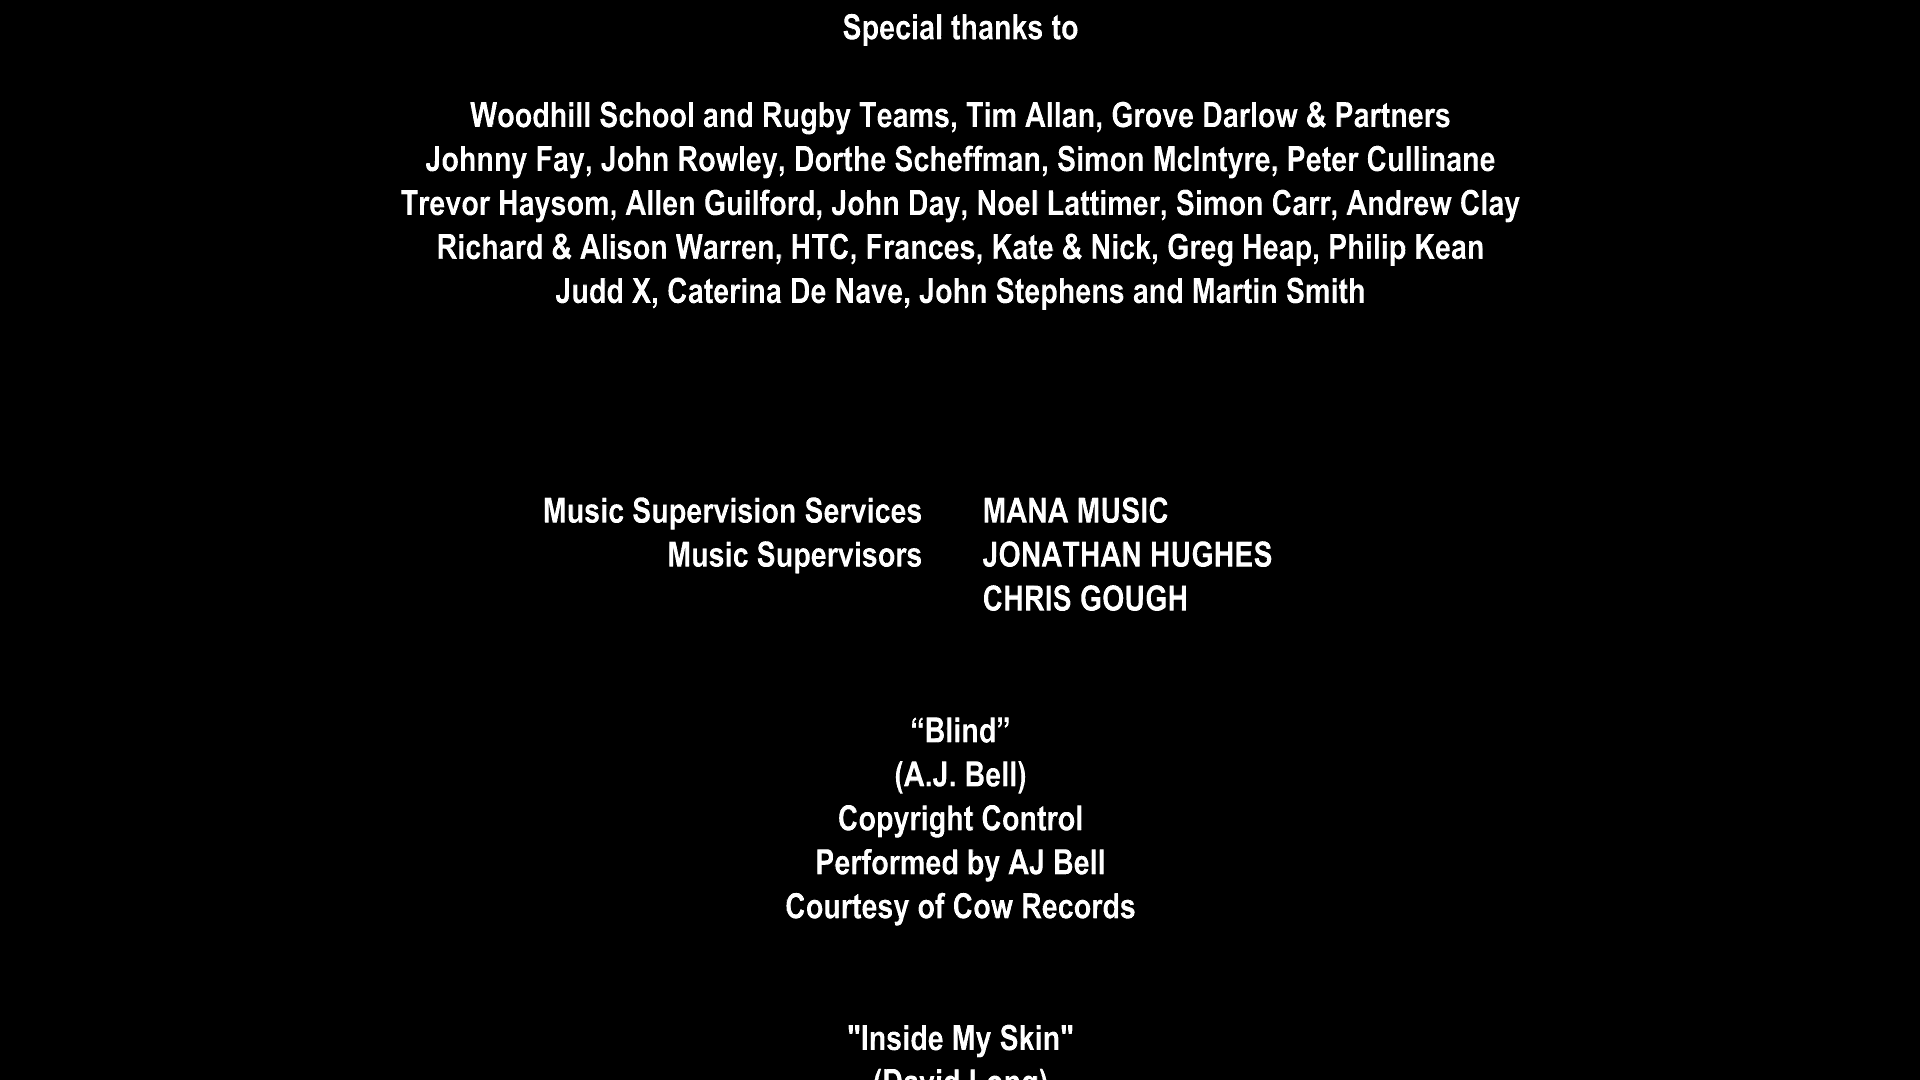 Special thanks to
Woodhill School and Rugby Teams, Tim Allan, Grove Darlow & Partners
Johnny Fay, John Rowley, Dorthe Scheffman, Simon McIntyre, Peter Cullinane
Trevor Haysom, Allen Guilford, John Day, Noel Lattimer, Simon Carr, Andrew Clay
Richard & Alison Warren, HTC, Frances, Kate & Nick, Greg Heap, Philip Kean
Judd X, Caterina De Nave, John Stephens and Martin Smith
Music Supervision Services MANA MUSIC
Music Supervisors JONATHAN HUGHES
CHRIS GOUGH
“Blind”
(A.J. Bell)
Copyright Control
Performed by AJ Bell
Courtesy of Cow Records
"Inside My Skin"
(David Long)